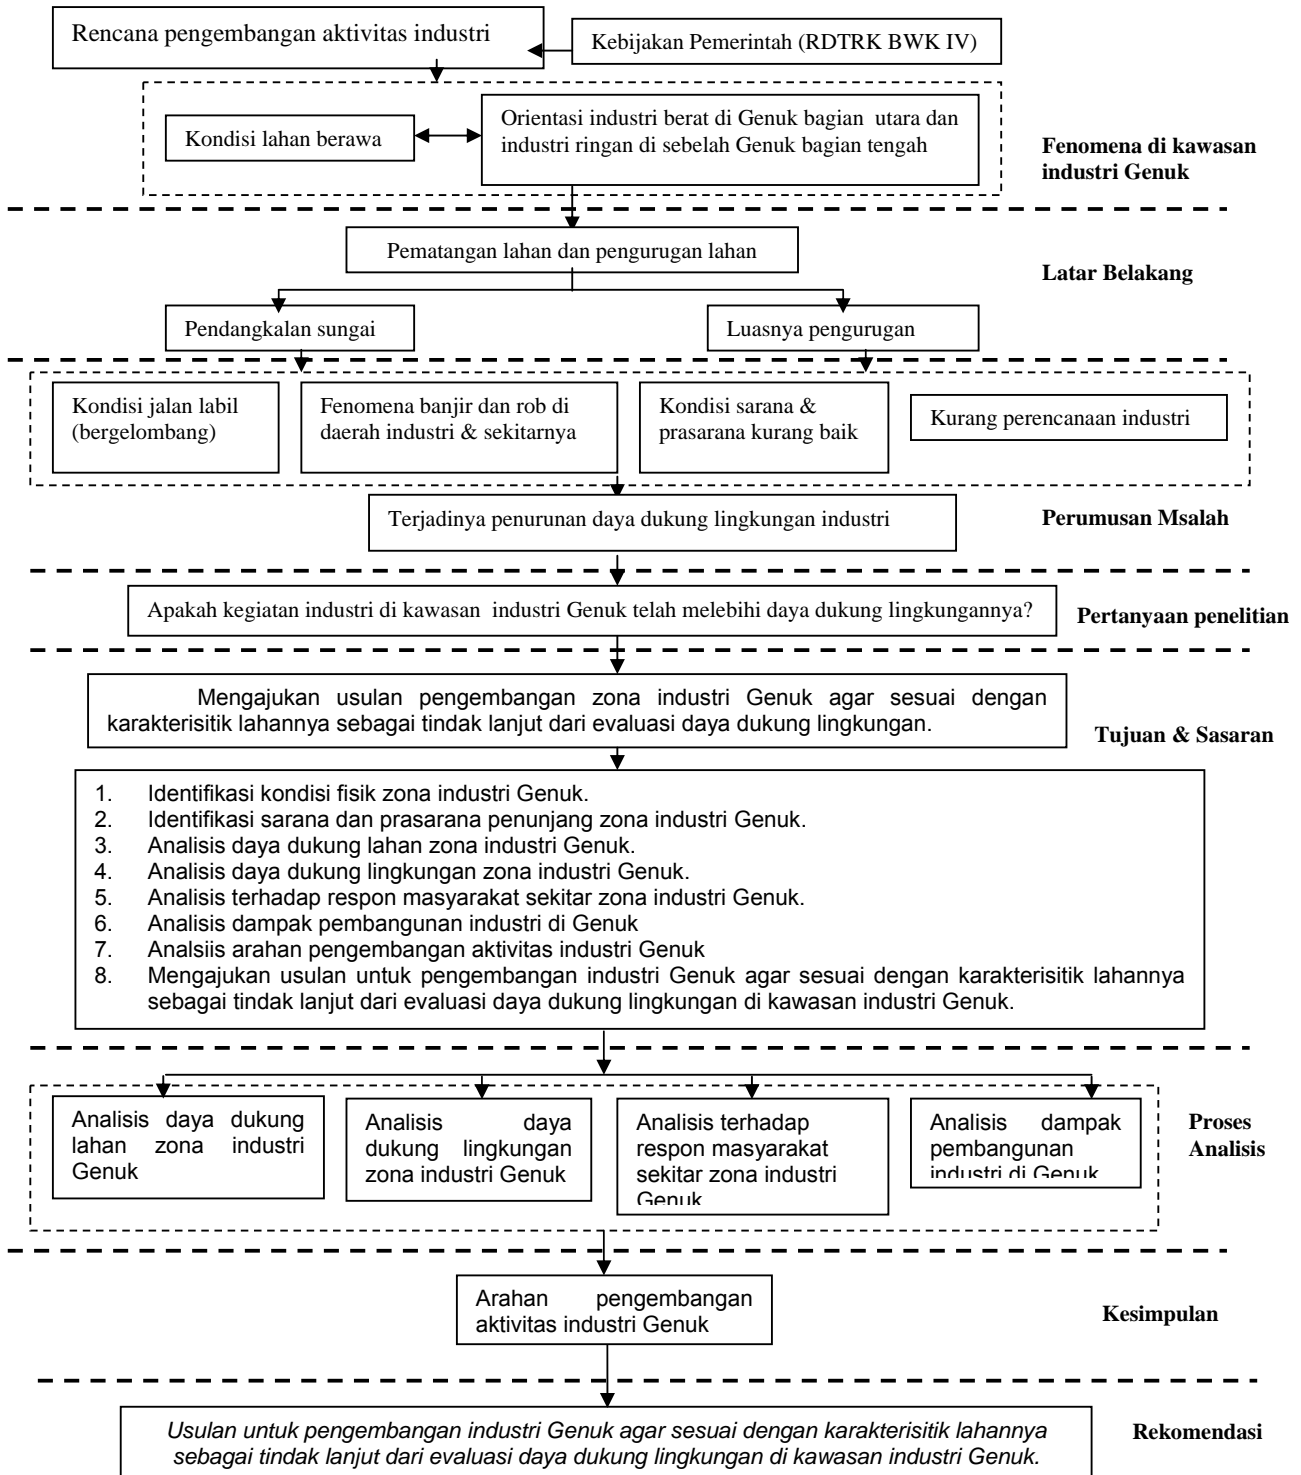 Rencana pengembangan aktivitas industri
Kebijakan Pemerintah (RDTRK BWK IV)
Kondisi lahan berawa
Orientasi industri berat di Genuk bagian utara dan
industri ringan di sebelah Genuk bagian tengah
Fenomena di kawasan
industri Genuk
Pematangan lahan dan pengurugan lahan
Latar Belakang
Pendangkalan sungai
Luasnya pengurugan
Kondisi jalan labil
(bergelombang)
Fenomena banjir dan rob di
daerah industri & sekitarnya
Kondisi sarana &
prasarana kurang baik
Kurang perencanaan industri
Terjadinya penurunan daya dukung lingkungan industri
Perumusan Msalah
Apakah kegiatan industri di kawasan industri Genuk telah melebihi daya dukung lingkungannya?
Pertanyaan penelitian
Mengajukan usulan pengembangan zona industri Genuk agar sesuai dengan
karakterisitik lahannya sebagai tindak lanjut dari evaluasi daya dukung lingkungan.
Tujuan & Sasaran
1. Identifikasi kondisi fisik zona industri Genuk.
2. Identifikasi sarana dan prasarana penunjang zona industri Genuk.
3. Analisis daya dukung lahan zona industri Genuk.
4. Analisis daya dukung lingkungan zona industri Genuk.
5. Analisis terhadap respon masyarakat sekitar zona industri Genuk.
6. Analisis dampak pembangunan industri di Genuk
7. Analsiis arahan pengembangan aktivitas industri Genuk
8. Mengajukan usulan untuk pengembangan industri Genuk agar sesuai dengan karakterisitik lahannya
sebagai tindak lanjut dari evaluasi daya dukung lingkungan di kawasan industri Genuk.
Analisis daya dukung
lahan zona industri
Genuk
Analisis daya
dukung lingkungan
zona industri Genuk
Analisis terhadap
respon masyarakat
sekitar zona industri
Genuk
Analisis dampak
pembangunan
industri di Genuk
Proses
Analisis
Arahan pengembangan
aktivitas industri Genuk
Kesimpulan
Usulan untuk pengembangan industri Genuk agar sesuai dengan karakterisitik lahannya
sebagai tindak lanjut dari evaluasi daya dukung lingkungan di kawasan industri Genuk.
Rekomendasi